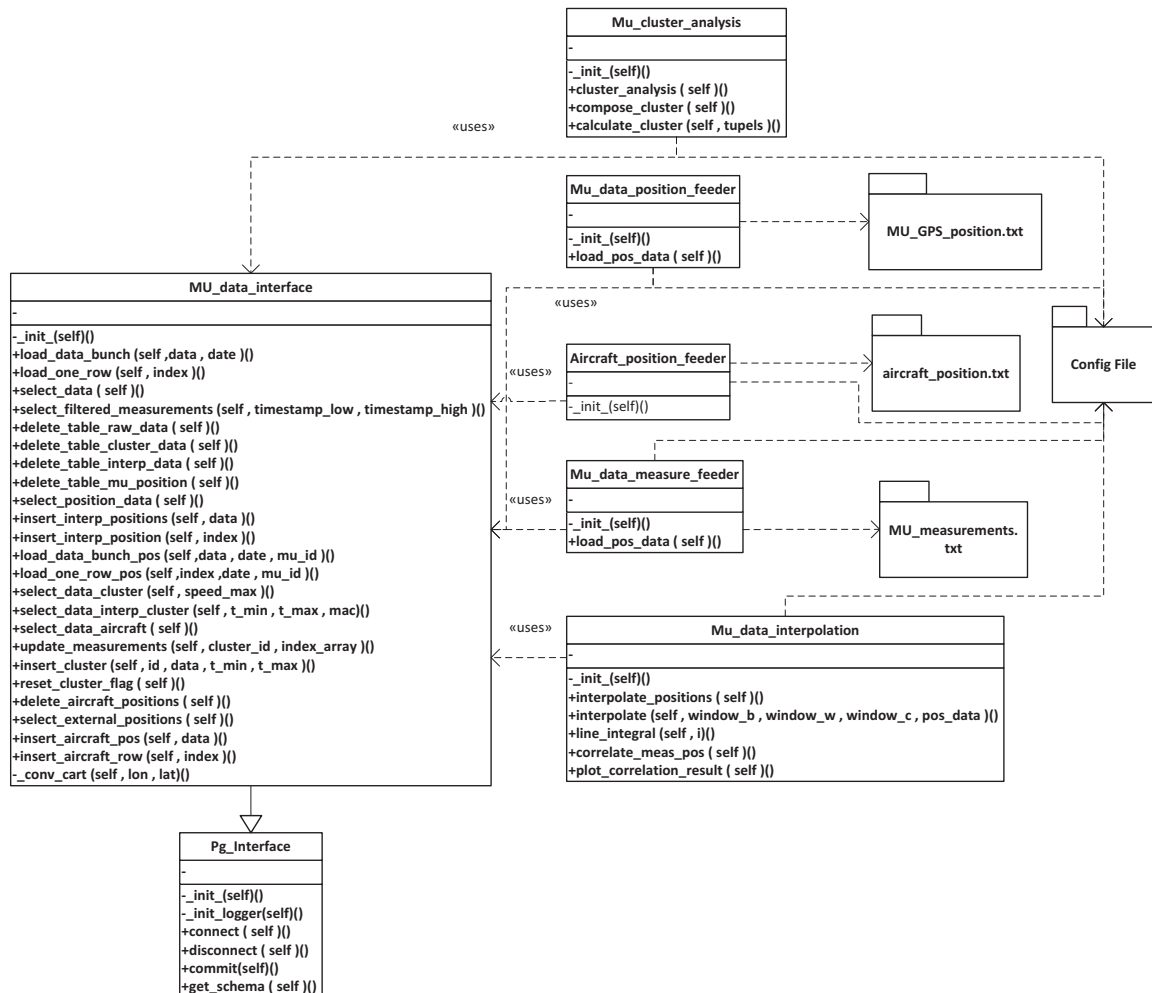 Mu_cluster_analysis
-
-_init_(self)()
+cluster_analysis ( self )()
+compose_cluster ( self )()
+calculate_cluster (self , tupels )()
«uses»
Mu_data_position_feeder
-
-_init_(self)()
+load_pos_data ( self )()
MU_GPS_position.txt
MU_data_interface
-
-_init_(self)()
+load_data_bunch (self ,data , date )()
+load_one_row (self , index )()
+select_data ( self )()
+select_filtered_measurements (self , timestamp_low , timestamp_high )()
+delete_table_raw_data ( self )()
+delete_table_cluster_data ( self )()
+delete_table_interp_data ( self )()
+delete_table_mu_position ( self )()
+select_position_data ( self )()
+insert_interp_positions (self , data )()
+insert_interp_position (self , index )()
+load_data_bunch_pos (self ,data , date , mu_id )()
+load_one_row_pos (self ,index ,date , mu_id )()
+select_data_cluster (self , speed_max )()
+select_data_interp_cluster (self , t_min , t_max , mac)()
+select_data_aircraft ( self )()
+update_measurements (self , cluster_id , index_array )()
+insert_cluster (self , id , data , t_min , t_max )()
+reset_cluster_flag ( self )()
+delete_aircraft_positions ( self )()
+select_external_positions ( self )()
+insert_aircraft_pos (self , data )()
+insert_aircraft_row (self , index )()
-_conv_cart (self , lon , lat)()
«uses»
«uses»
Aircraft_position_feeder
-
-_init_(self)()
aircraft_position.txt
Config File
«uses»
Mu_data_measure_feeder
-
-_init_(self)()
+load_pos_data ( self )()
MU_measurements.
txt
«uses»
Mu_data_interpolation
-
-_init_(self)()
+interpolate_positions ( self )()
+interpolate (self , window_b , window_w , window_c , pos_data )()
+line_integral (self , i)()
+correlate_meas_pos ( self )()
+plot_correlation_result ( self )()
Pg_Interface
-
-_init_(self)()
-_init_logger(self)()
+connect ( self )()
+disconnect ( self )()
+commit(self)()
+get_schema ( self )()